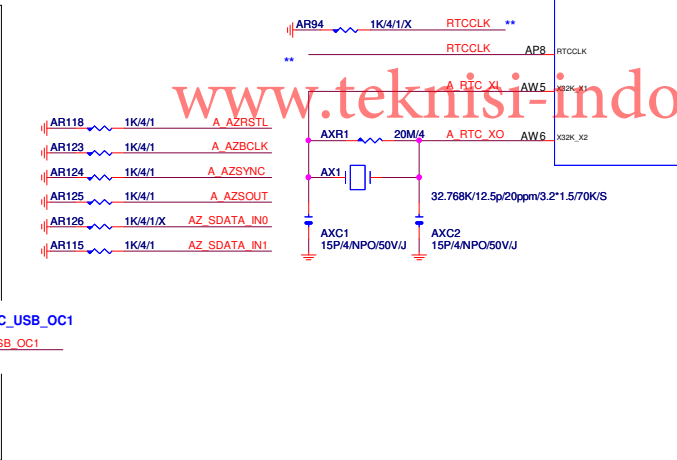 AR94 1K/4/1/X RTCCLK **
** RTCCLK AP8 RTCCLK
www.teknisi-indo
A_RTC_XI AW5 X32K_X1
AR118 1K/4/1 A_AZRSTL
AXR1 20M/4 A_RTC_XO AW6 X32K_X2
AR123 1K/4/1 A_AZBCLK
AR124 1K/4/1 A_AZSYNC
AX1
32.768K/12.5p/20ppm/3.2*1.5/70K/S
AR125 1K/4/1 A_AZSOUT
AR126 1K/4/1/X AZ_SDATA_IN0
AXC1
15P/4/NPO/50V/J
AXC2
15P/4/NPO/50V/J
AR115 1K/4/1 AZ_SDATA_IN1
C_USB_OC1
SB_OC1